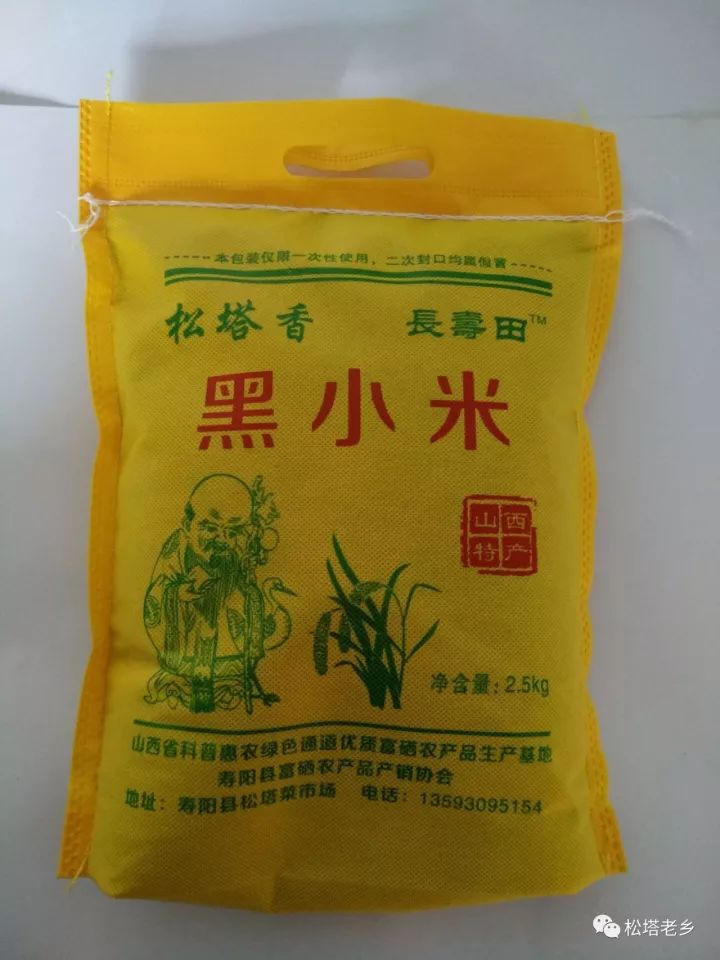 本包装仅限一次性使用，二次封口均属假冒
松塔香 長壽田™
黑小米
山西
特产
净含量：2.5kg
山西省科普惠农绿色通道优质富硒农产品生产基地
寿阳县富硒农产品产销协会
地址：寿阳县松塔菜市场 电话：13593095154
松塔老乡